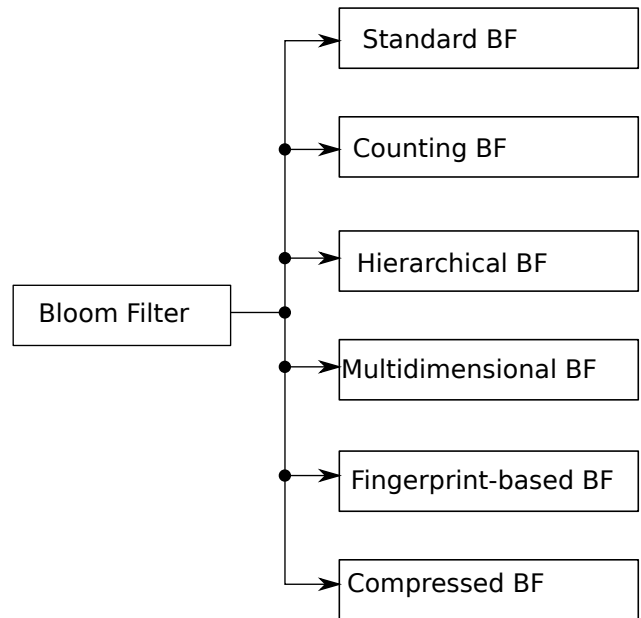 Standard BF
Counting BF
Hierarchical BF
Bloom Filter
Multidimensional BF
Fingerprint-based BF
Compressed BF